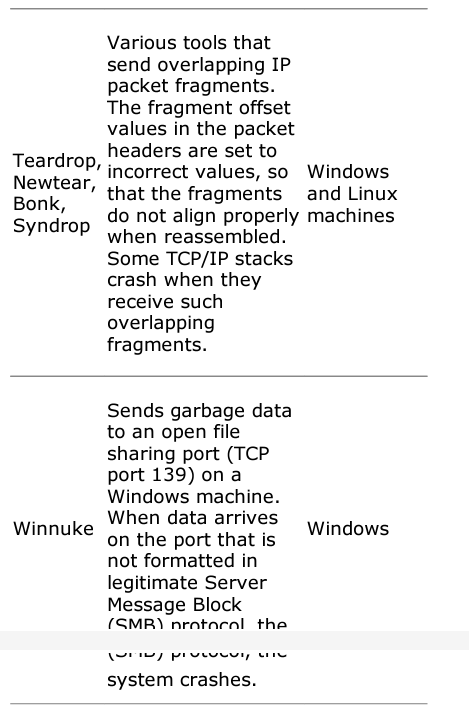 Various tools that
send overlapping IP
packet fragments.
The fragment offset
values in the packet
headers are set to
incorrect values, so
that the fragments
do not align properly
when reassembled.
Some TCP/IP stacks
crash when they
receive such
overlapping
fragments.
Teardrop,
Newtear,
Bonk,
Syndrop
Windows
and Linux
machines
Sends garbage data
to an open file
sharing port (TCP
port 139) on a
Windows machine.
When data arrives
on the port that is
not formatted in
legitimate Server
Message Block
(SMB) protocol, the
(SMB) protocol, the
system crashes.
Winnuke
Windows